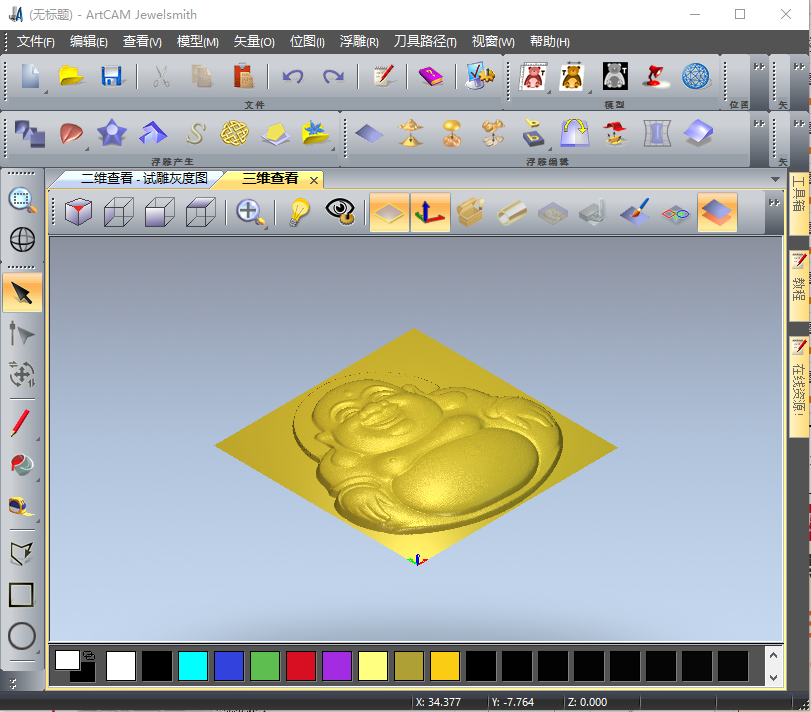 (无标题) - ArtCAM Jewelsmith
文件(F) 编辑(E) 查看(V) 模型(M) 矢量(O) 位图(I) 浮雕(R) 刀具路径(T) 视窗(W) 帮助(H)
文件 模型 位图 矢
浮雕产生 浮雕编辑 矢
二维查看 - 试雕灰度图 三维查看
工具箱
教程
在线资源!
X: 34.377 Y: -7.764 Z: 0.000